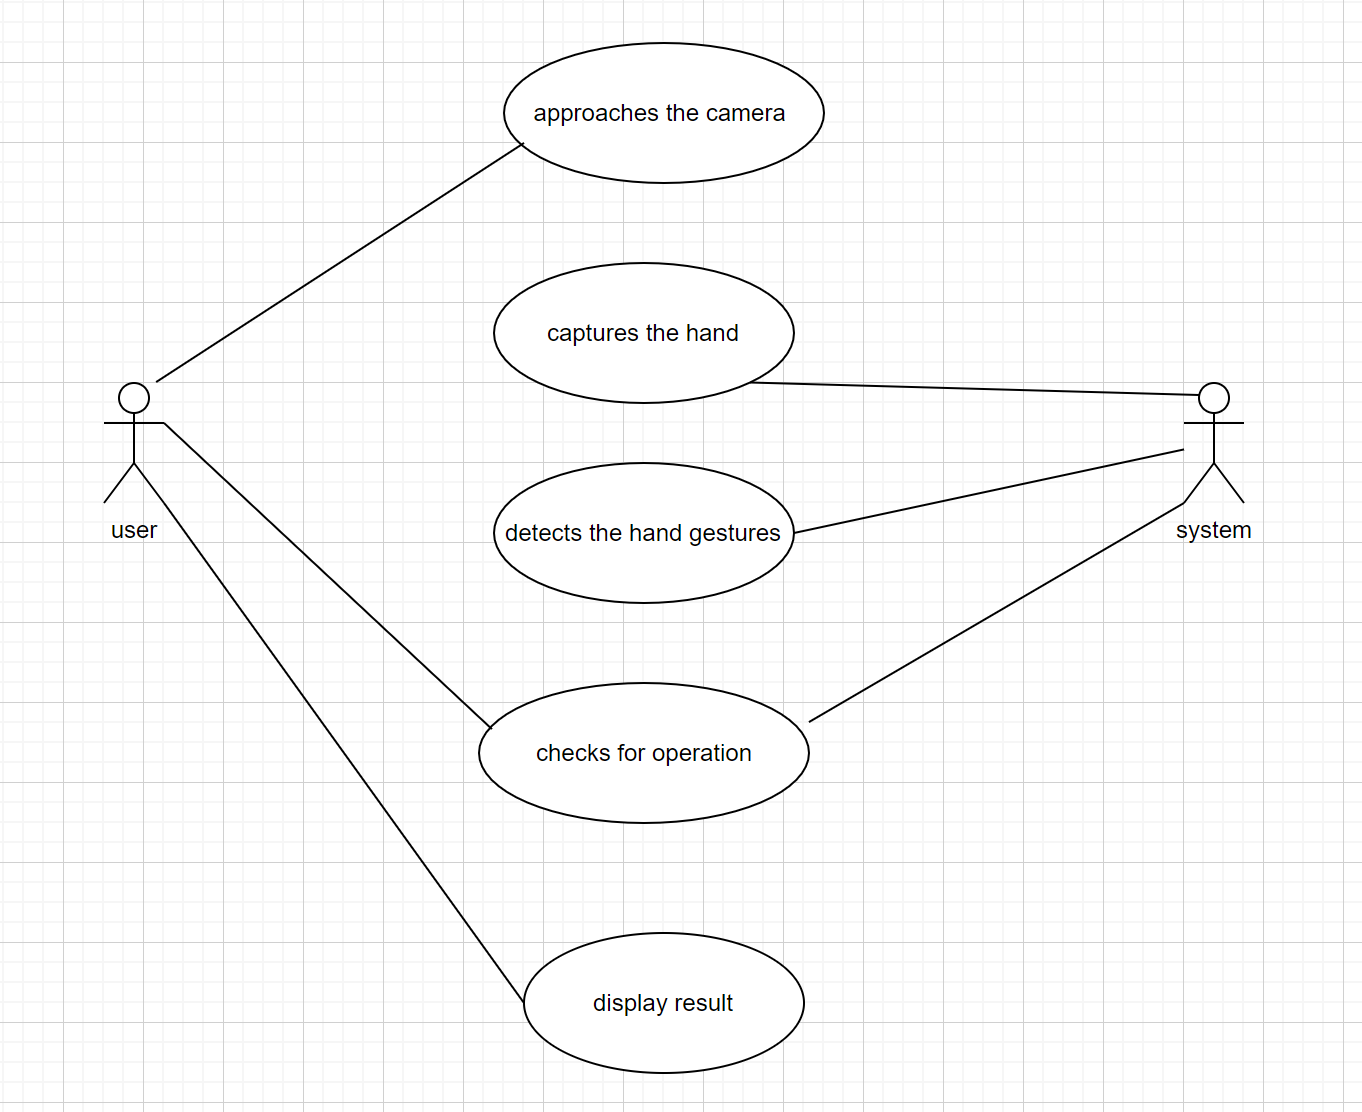 approaches the camera
captures the hand
detects the hand gestures
user
system
checks for operation
display result